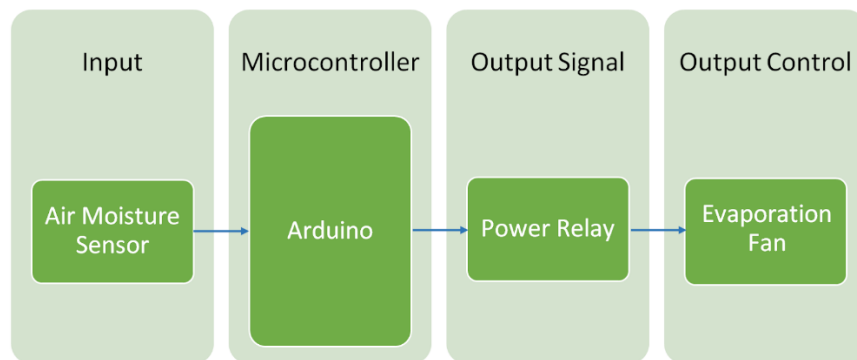 Input
Microcontroller
Output Signal
Output Control
Air Moisture
Sensor
Arduino
Power Relay
Evaporation
Fan